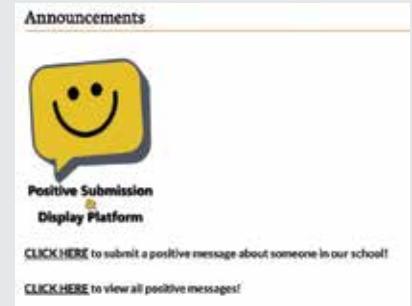 Announcements
Positive Submission
&
Display Platform
CLICK HERE to submit a positive message about someone in our school!
CLICK HERE to view all positive messages!